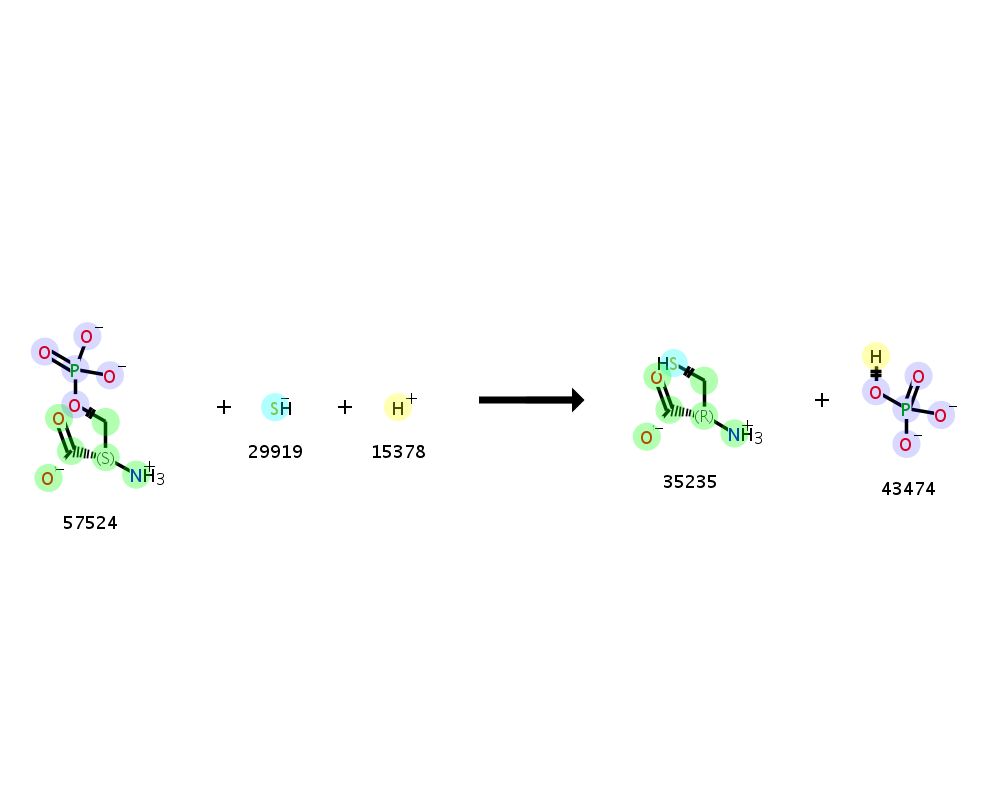 O O⁻
P O⁻
O
O
(S)
O⁻ NH₃⁺
57524
+
SH⁻
29919
+
H⁺
15378
HS
O
(R)
O⁻ NH₃⁺
35235
+
H
O O
P O⁻
O⁻
43474